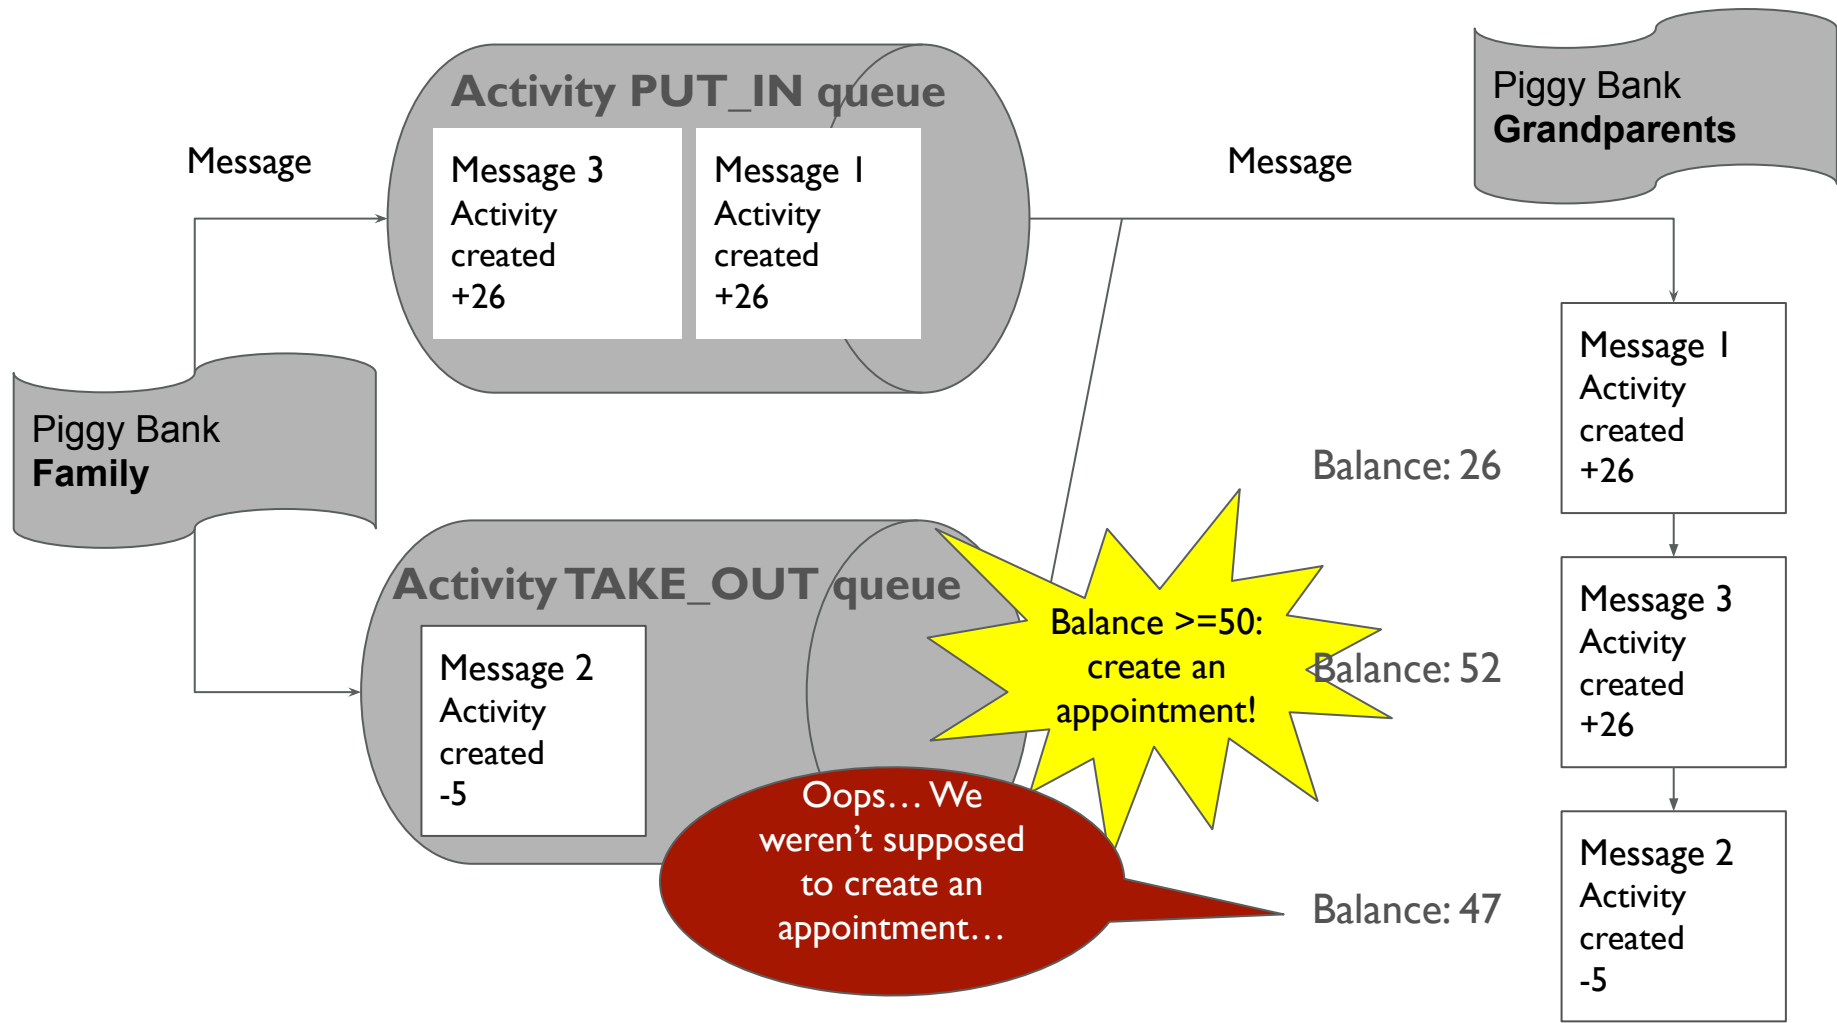 Activity PUT_IN queue
Message
Message 3
Activity
created
+26
Message 1
Activity
created
+26
Message
Piggy Bank
Grandparents
Piggy Bank
Family
Activity TAKE_OUT queue
Message 2
Activity
created
-5
Balance >=50:
create an
appointment!
Oops… We
weren’t supposed
to create an
appointment…
Balance: 26
Message 1
Activity
created
+26
Balance: 52
Message 3
Activity
created
+26
Balance: 47
Message 2
Activity
created
-5